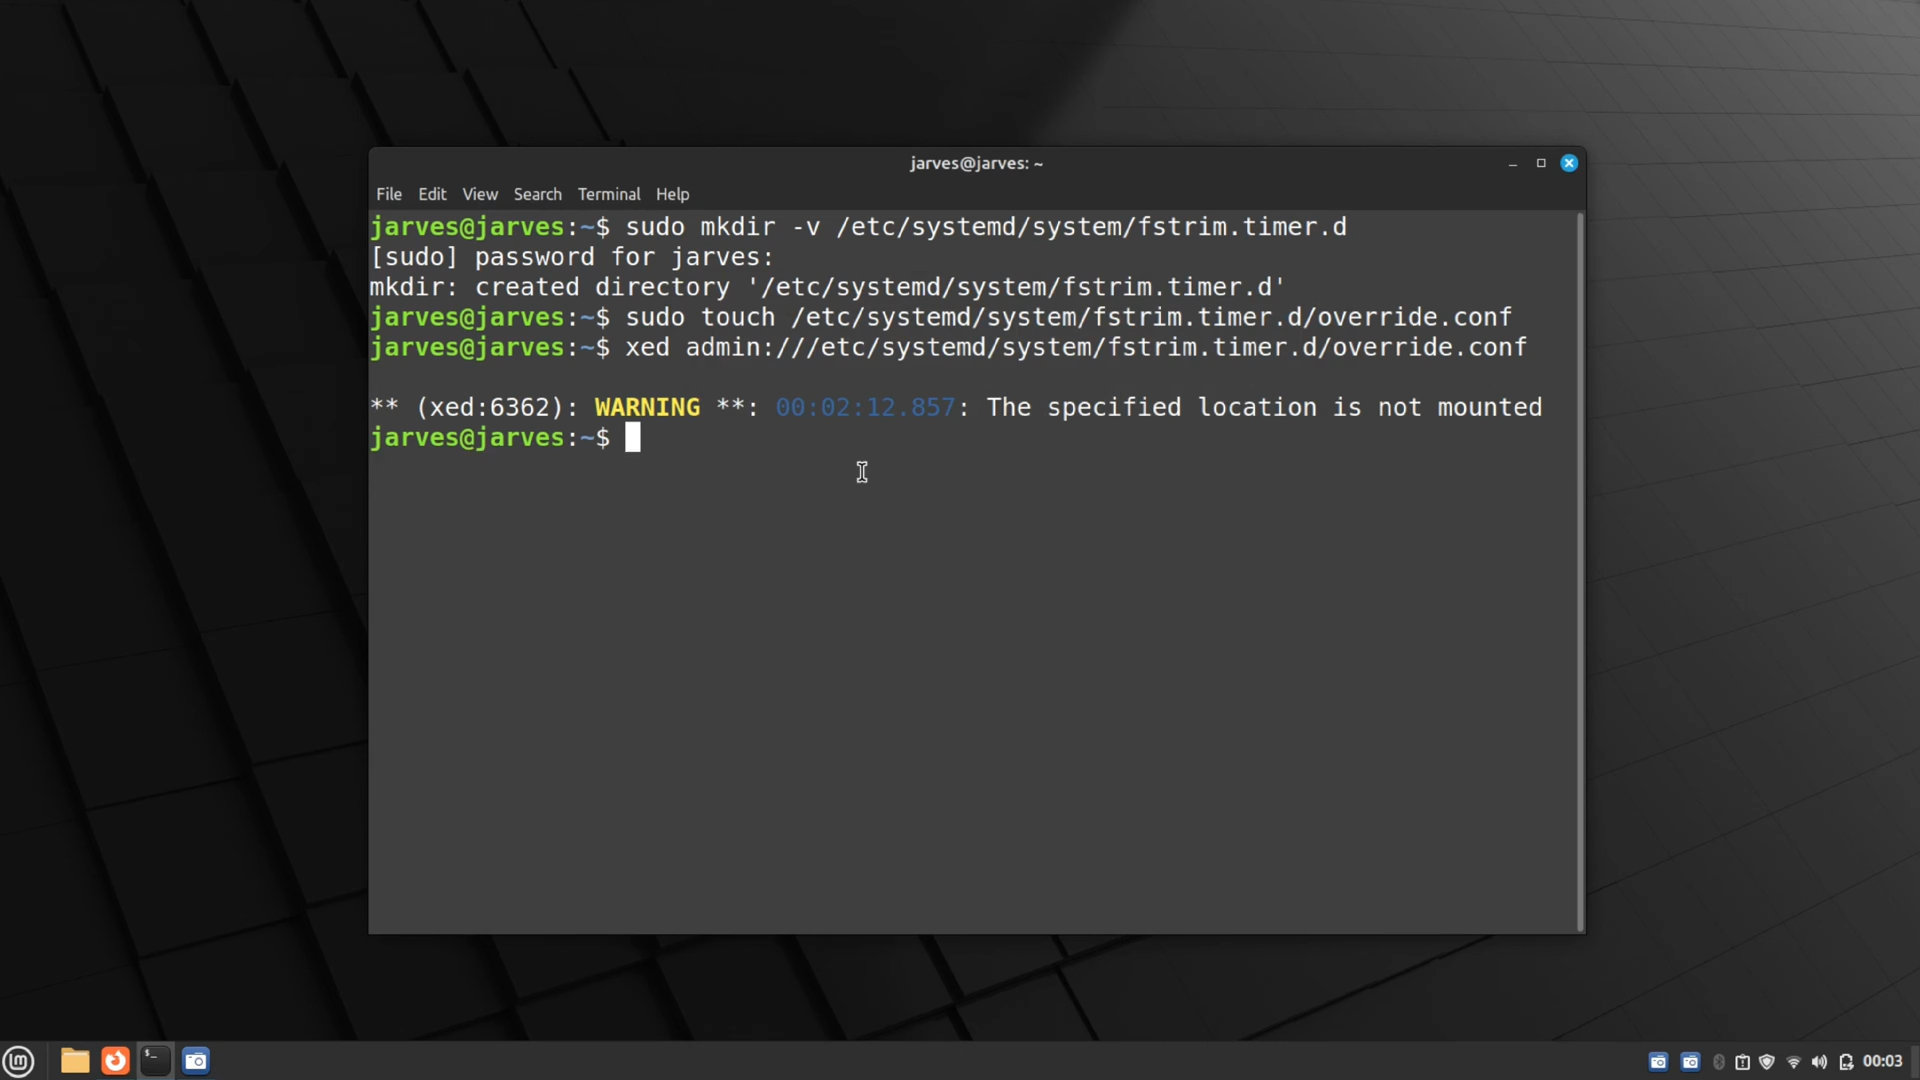 jarves@jarves: ~
File Edit View Search Terminal Help
jarves@jarves:~$ sudo mkdir -v /etc/systemd/system/fstrim.timer.d
[sudo] password for jarves:
mkdir: created directory '/etc/systemd/system/fstrim.timer.d'
jarves@jarves:~$ sudo touch /etc/systemd/system/fstrim.timer.d/override.conf
jarves@jarves:~$ xed admin:///etc/systemd/system/fstrim.timer.d/override.conf
** (xed:6362): WARNING **: 00:02:12.857: The specified location is not mounted
jarves@jarves:~$
00:03